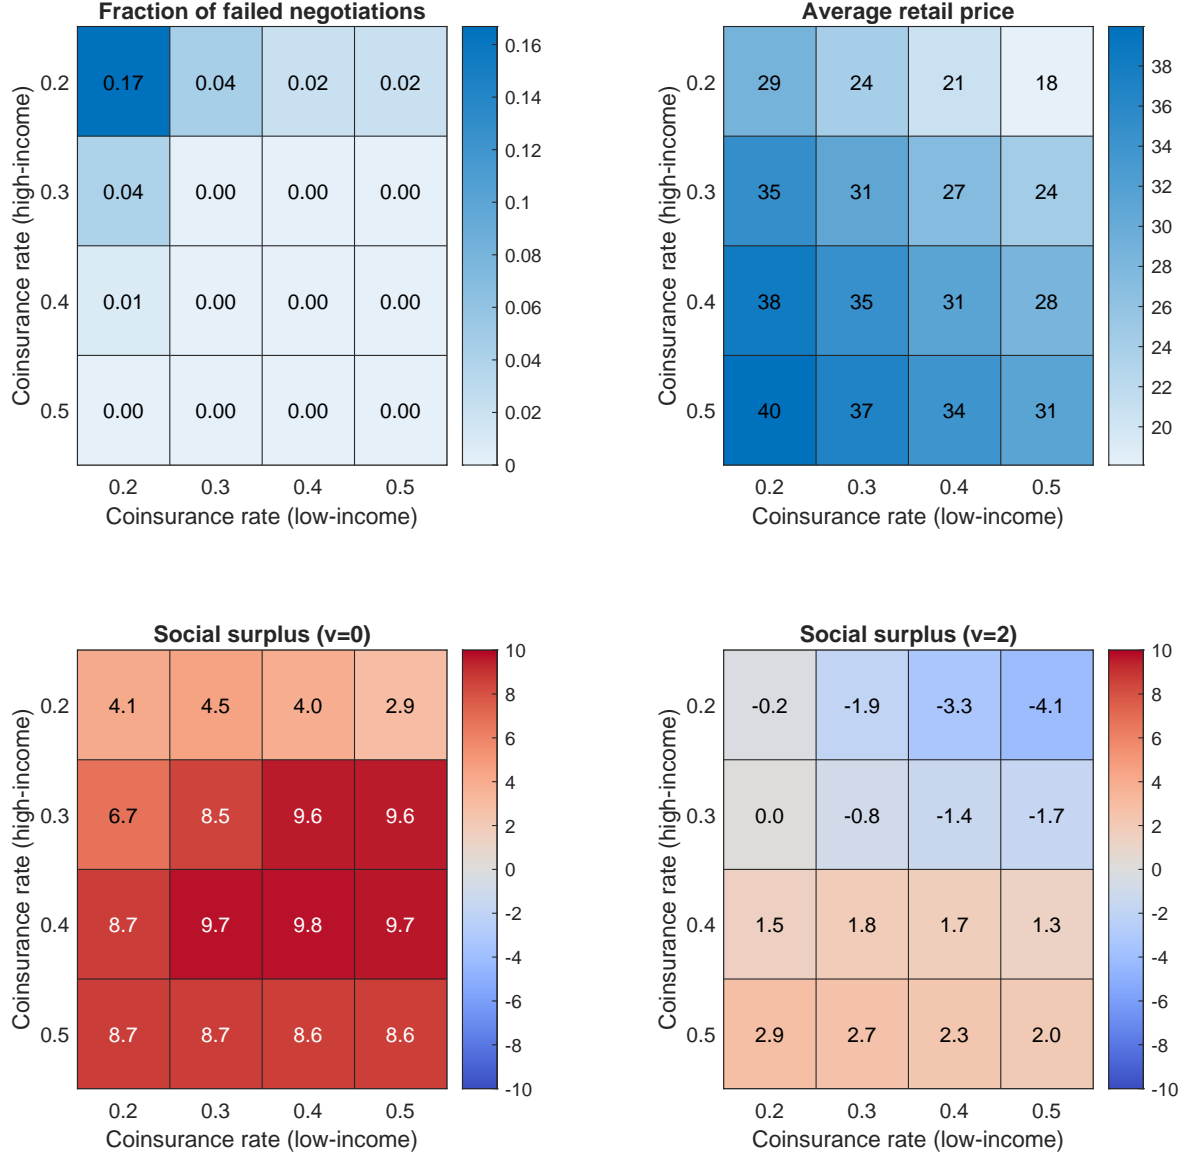 Fraction of failed negotiations
Coinsurance rate (high-income)
0.2 0.17 0.04 0.02 0.02
0.3 0.04 0.00 0.00 0.00
0.4 0.01 0.00 0.00 0.00
0.5 0.00 0.00 0.00 0.00
0.2 0.3 0.4 0.5
Coinsurance rate (low-income)
0.16
0.14
0.12
0.1
0.08
0.06
0.04
0.02
0
Average retail price
Coinsurance rate (high-income)
0.2 29 24 21 18
0.3 35 31 27 24
0.4 38 35 31 28
0.5 40 37 34 31
0.2 0.3 0.4 0.5
Coinsurance rate (low-income)
38
36
34
32
30
28
26
24
22
20
Social surplus (v=0)
Coinsurance rate (high-income)
0.2 4.1 4.5 4.0 2.9
0.3 6.7 8.5 9.6 9.6
0.4 8.7 9.7 9.8 9.7
0.5 8.7 8.7 8.6 8.6
0.2 0.3 0.4 0.5
Coinsurance rate (low-income)
10
8
6
4
2
0
-2
-4
-6
-8
-10
Social surplus (v=2)
Coinsurance rate (high-income)
0.2 -0.2 -1.9 -3.3 -4.1
0.3 0.0 -0.8 -1.4 -1.7
0.4 1.5 1.8 1.7 1.3
0.5 2.9 2.7 2.3 2.0
0.2 0.3 0.4 0.5
Coinsurance rate (low-income)
10
8
6
4
2
0
-2
-4
-6
-8
-10